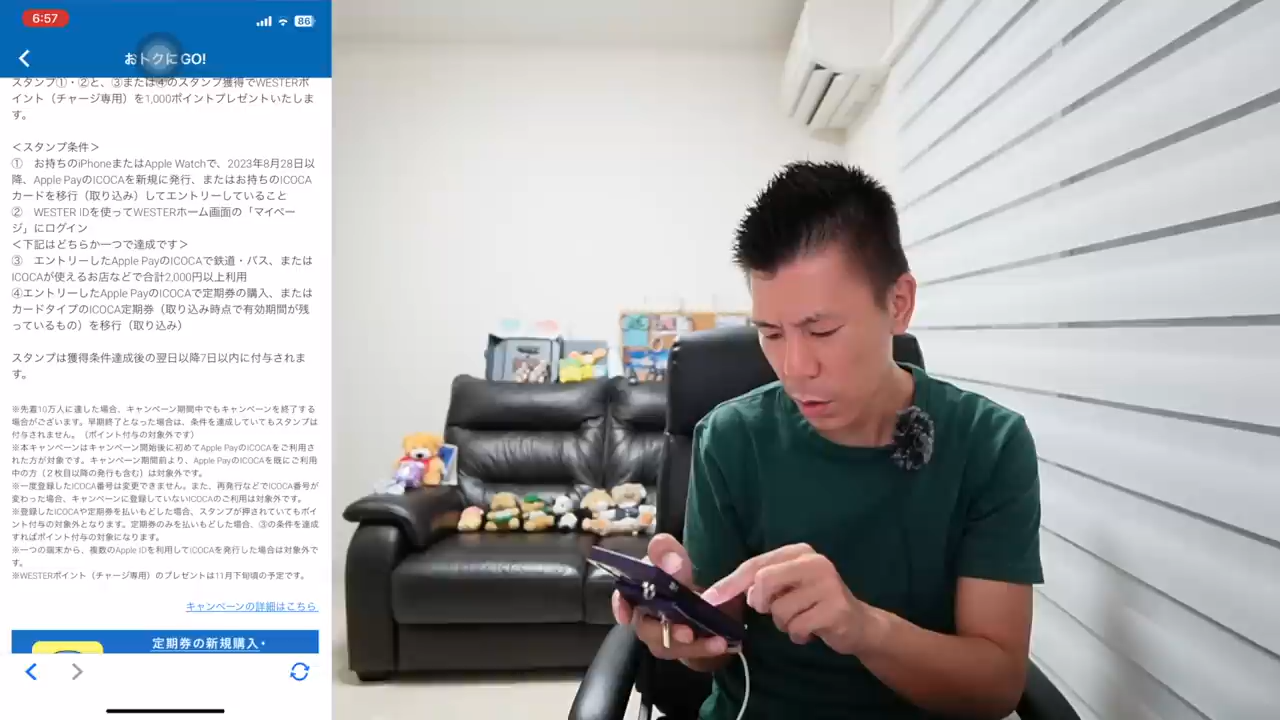 6:57
86
おトクにGO!
スタンプ①・②と、③または④のスタンプ獲得でWESTERポ
イント（チャージ専用）を1,000ポイントプレゼントいたしま
す。
＜スタンプ条件＞
①　お持ちのiPhoneまたはApple Watchで、2023年8月28日以
降、Apple PayのICOCAを新規に発行、またはお持ちのICOCA
カードを移行（取り込み）してエントリーしていること
②　WESTER IDを使ってWESTERホーム画面の「マイペー
ジ」にログイン
＜下記はどちらか一つで達成です＞
③　エントリーしたApple PayのICOCAで鉄道・バス、または
ICOCAが使えるお店などで合計2,000円以上利用
④エントリーしたApple PayのICOCAで定期券の購入、または
カードタイプのICOCA定期券（取り込み時点で有効期間が残
っているもの）を移行（取り込み）
スタンプは獲得条件達成後の翌日以降7日以内に付与されま
す。
※先着10万人に達した場合、キャンペーン期間中でもキャンペーンを終了する
場合がございます。早期終了となった場合は、条件を達成していてもスタンプは
付与されません。（ポイント付与の対象外です）
※本キャンペーンはキャンペーン開始後に初めてApple PayのICOCAをご利用さ
れた方が対象です。キャンペーン期間前より、Apple PayのICOCAを既にご利用
中の方（２枚目以降の発行も含む）は対象外です。
※一度登録したICOCA番号は変更できません。また、再発行などでICOCA番号が
変わった場合、キャンペーンに登録していないICOCAのご利用は対象外です。
※登録したICOCAや定期券を払いもどした場合、スタンプが押されていてもポイ
ント付与の対象外となります。定期券のみを払いもどした場合、③の条件を達成
すればポイント付与の対象になります。
※一つの端末から、複数のApple IDを利用してICOCAを発行した場合は対象外で
す。
※WESTERポイント（チャージ専用）のプレゼントは11月下旬頃の予定です。
キャンペーンの詳細はこちら
定期券の新規購入・